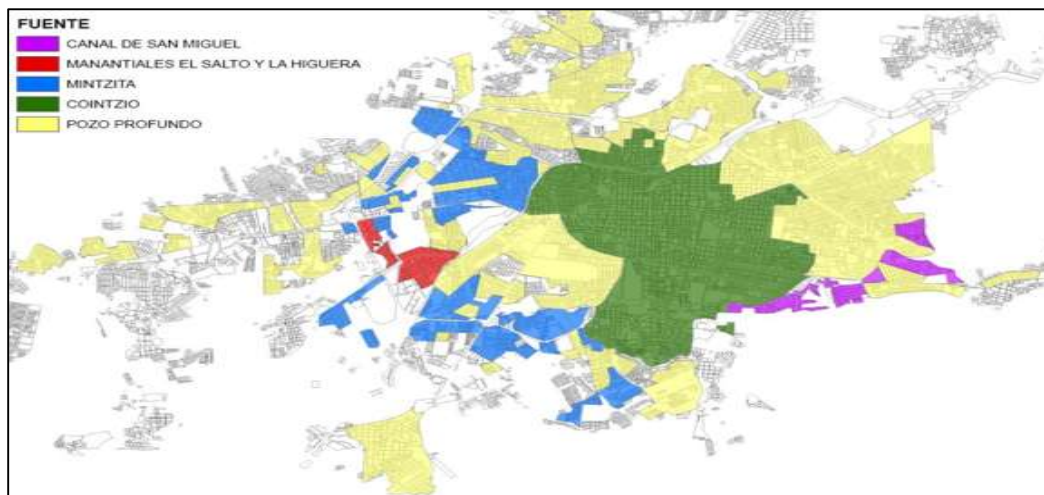 FUENTE
CANAL DE SAN MIGUEL
MANANTIALES EL SALTO Y LA HIGUERA
MINTZITA
COINTZIO
POZO PROFUNDO